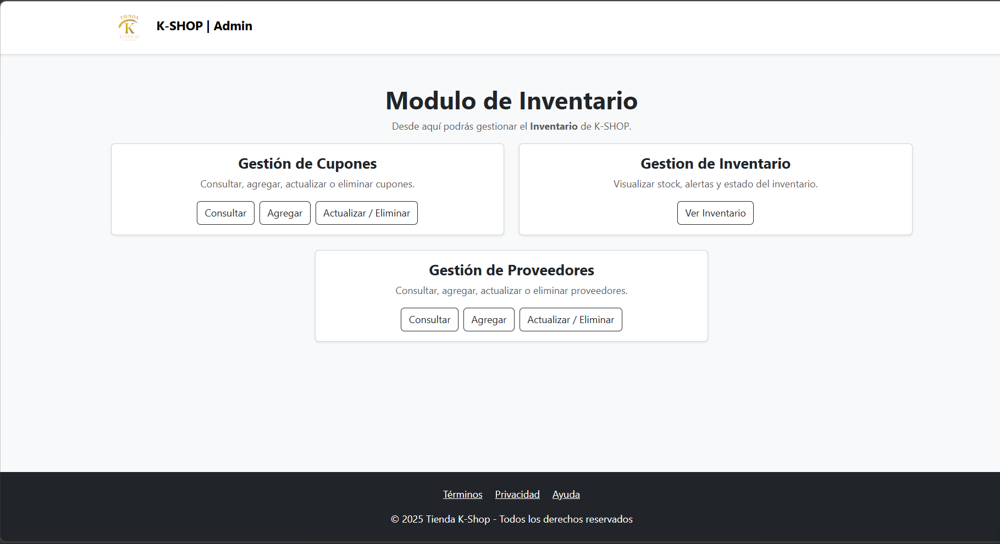 TIENDA
K
K-SHOP
K-SHOP | Admin
Modulo de Inventario
Desde aquí podrás gestionar el Inventario de K-SHOP.
Gestión de Cupones
Consultar, agregar, actualizar o eliminar cupones.
Consultar Agregar Actualizar / Eliminar
Gestion de Inventario
Visualizar stock, alertas y estado del inventario.
Ver Inventario
Gestión de Proveedores
Consultar, agregar, actualizar o eliminar proveedores.
Consultar Agregar Actualizar / Eliminar
Términos Privacidad Ayuda
© 2025 Tienda K-Shop - Todos los derechos reservados